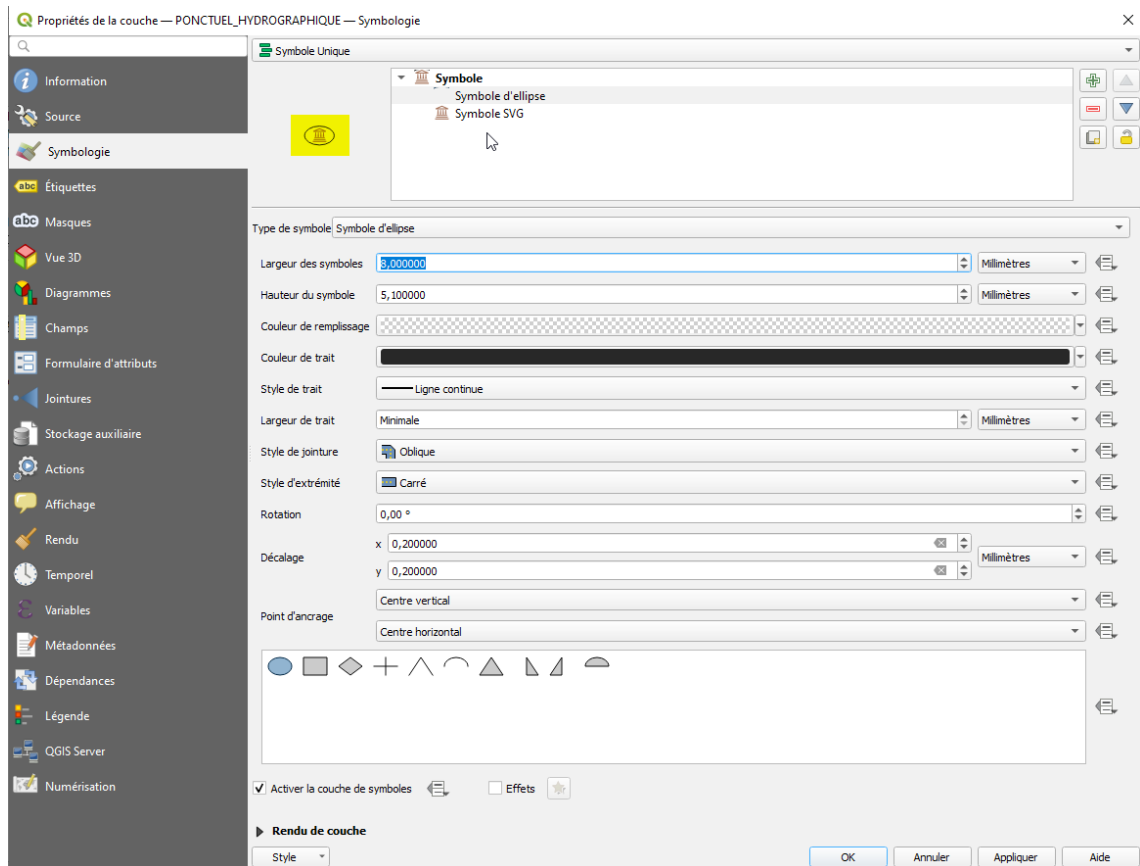 Propriétés de la couche — PONCTUEL_HYDROGRAPHIQUE — Symbologie
Symbole Unique
Information
Source
Symbologie
abc Étiquettes
abc Masques
Vue 3D
Diagrammes
Champs
Formulaire d'attributs
Jointures
Stockage auxiliaire
Actions
Affichage
Rendu
Temporel
Variables
Métadonnées
Dépendances
Légende
QGIS Server
Numérisation
Symbole
Symbole d'ellipse
Symbole SVG
Type de symbole Symbole d'ellipse
Largeur des symboles 8,000000 Millimètres
Hauteur du symbole 5,100000 Millimètres
Couleur de remplissage
Couleur de trait
Style de trait Ligne continue
Largeur de trait Minimale Millimètres
Style de jointure Oblique
Style d'extrémité Carré
Rotation 0,00 °
Décalage x 0,200000 Millimètres
y 0,200000
Point d'ancrage Centre vertical
Centre horizontal
Activer la couche de symboles Effets
Rendu de couche
Style OK Annuler Appliquer Aide